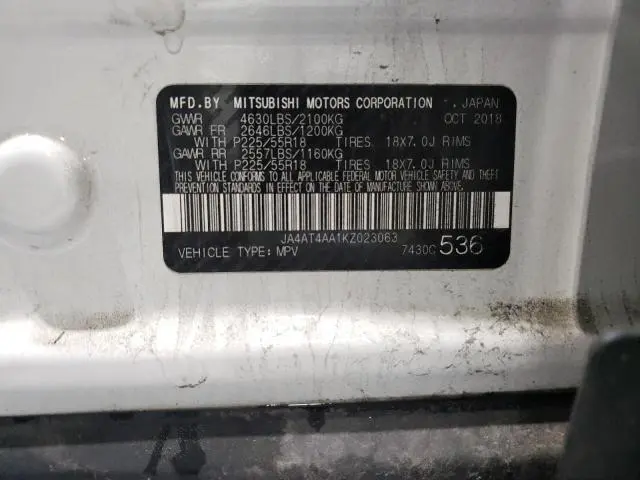 MFD.BY MITSUBISHI MOTORS CORPORATION JAPAN
GVWR 4630LBS/2100KG OCT 2018
GAWR FR 2646LBS/1200KG
WITH P225/55R18 TIRES 18X7.0J RIMS
GAWR RR 2557LBS/1160KG
WITH P225/55R18 TIRES 18X7.0J RIMS
THIS VEHICLE CONFORMS TO ALL APPLICABLE FEDERAL MOTOR VEHICLE SAFETY AND THEFT
PREVENTION STANDARDS IN EFFECT ON THE DATE OF MANUFACTURE SHOWN ABOVE.
JA4AT4AA1KZ023063
VEHICLE TYPE: MPV 7430C 536